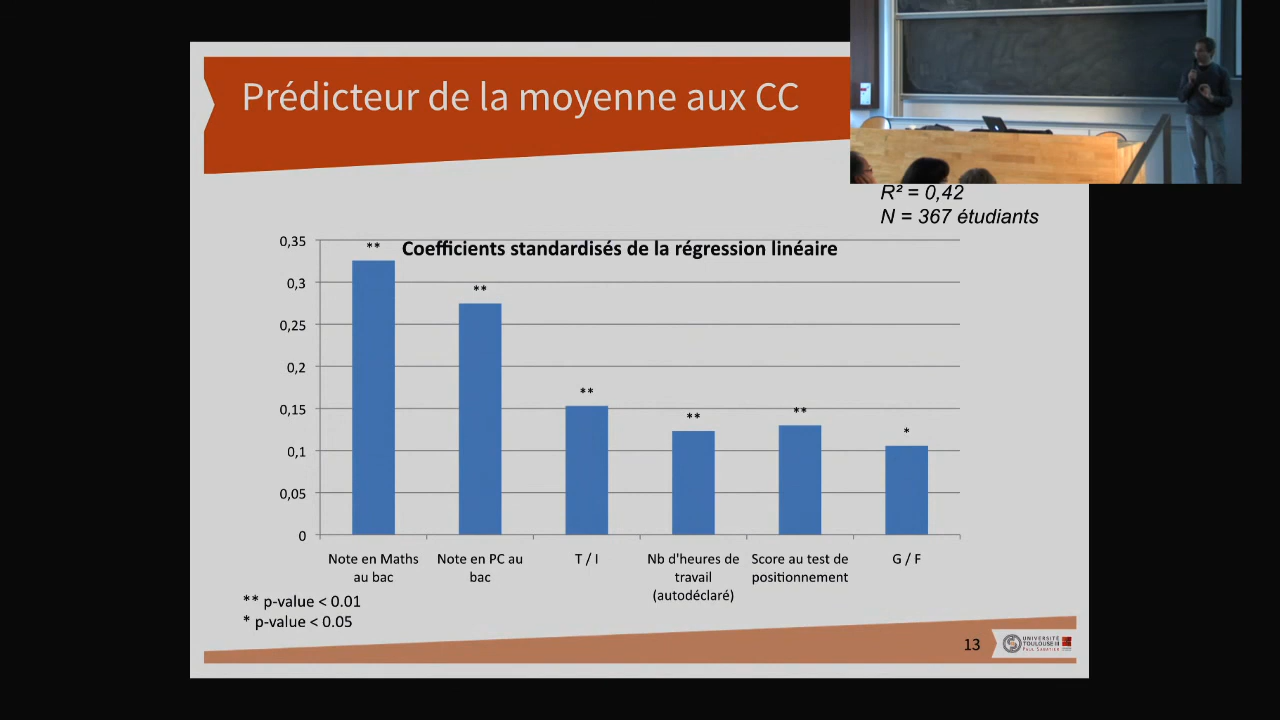 Prédicteur de la moyenne aux CC
R² = 0,42
N = 367 étudiants
Coefficients standardisés de la régression linéaire
0,35
0,3
0,25
0,2
0,15
0,1
0,05
0
**
**
**
**
**
*
Note en Maths au bac
Note en PC au bac
T / I
Nb d'heures de travail (autodéclaré)
Score au test de positionnement
G / F
** p-value < 0.01
* p-value < 0.05
13
UNIVERSITÉ
TOULOUSE III
PAUL SABATIER